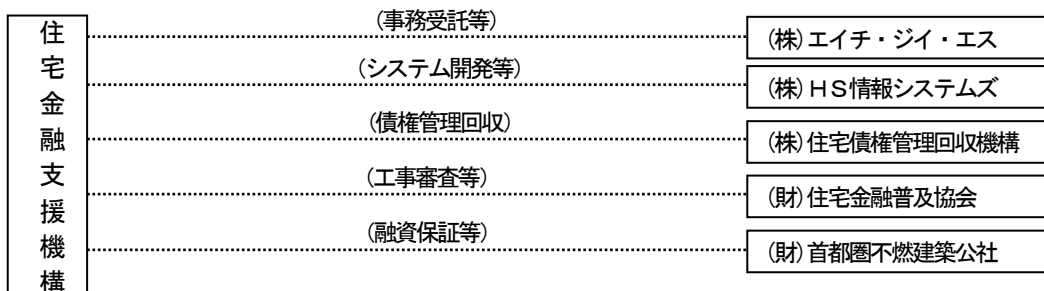 住宅金融支援機構
(事務受託等)
(株)エイチ・ジイ・エス
(システム開発等)
(株)ＨＳ情報システムズ
(債権管理回収)
(株)住宅債権管理回収機構
(工事審査等)
(財)住宅金融普及協会
(融資保証等)
(財)首都圏不燃建築公社